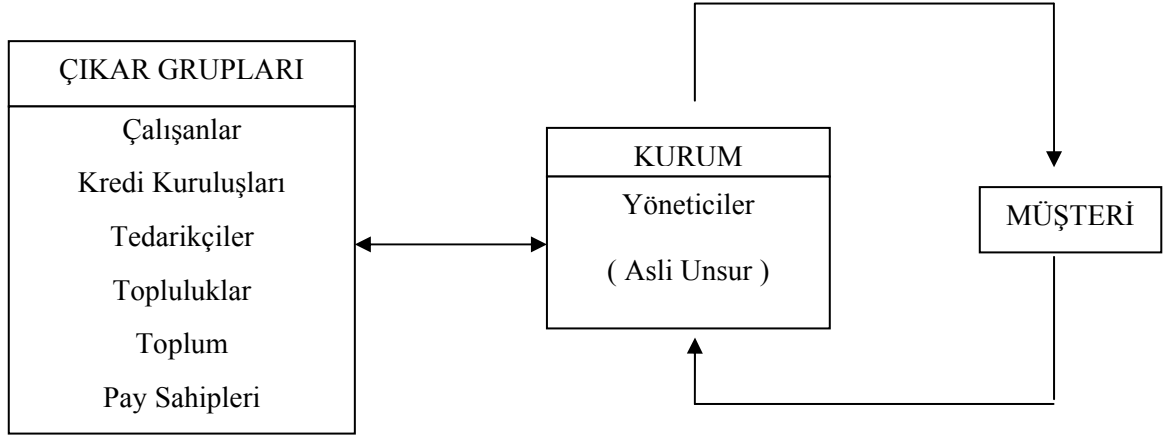 ÇIKAR GRUPLARI
Çalışanlar
Kredi Kuruluşları
Tedarikçiler
Topluluklar
Toplum
Pay Sahipleri
KURUM
Yöneticiler
( Asli Unsur )
MÜŞTERİ